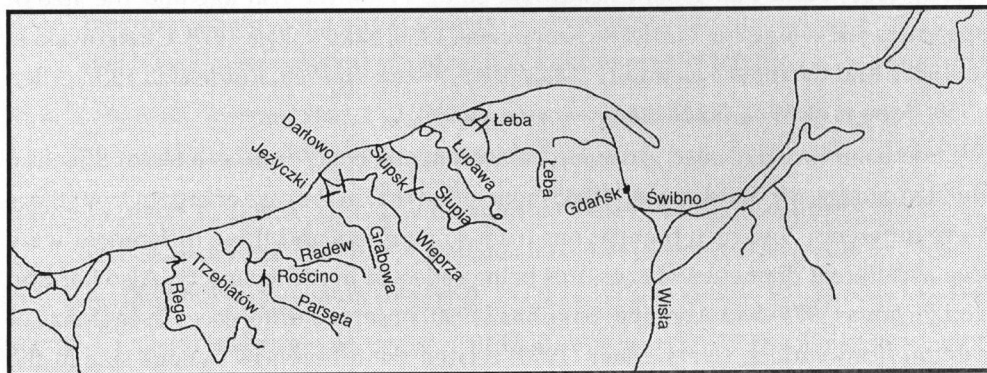 Darłowo
Jeżyczki
Słupsk
Łeba
Łupawa
Słupia
Łeba
Gdańsk
Świbno
Grabowa
Wieprza
Radew
Rościno
Trzebiatów
Rega
Parsęta
Wisła